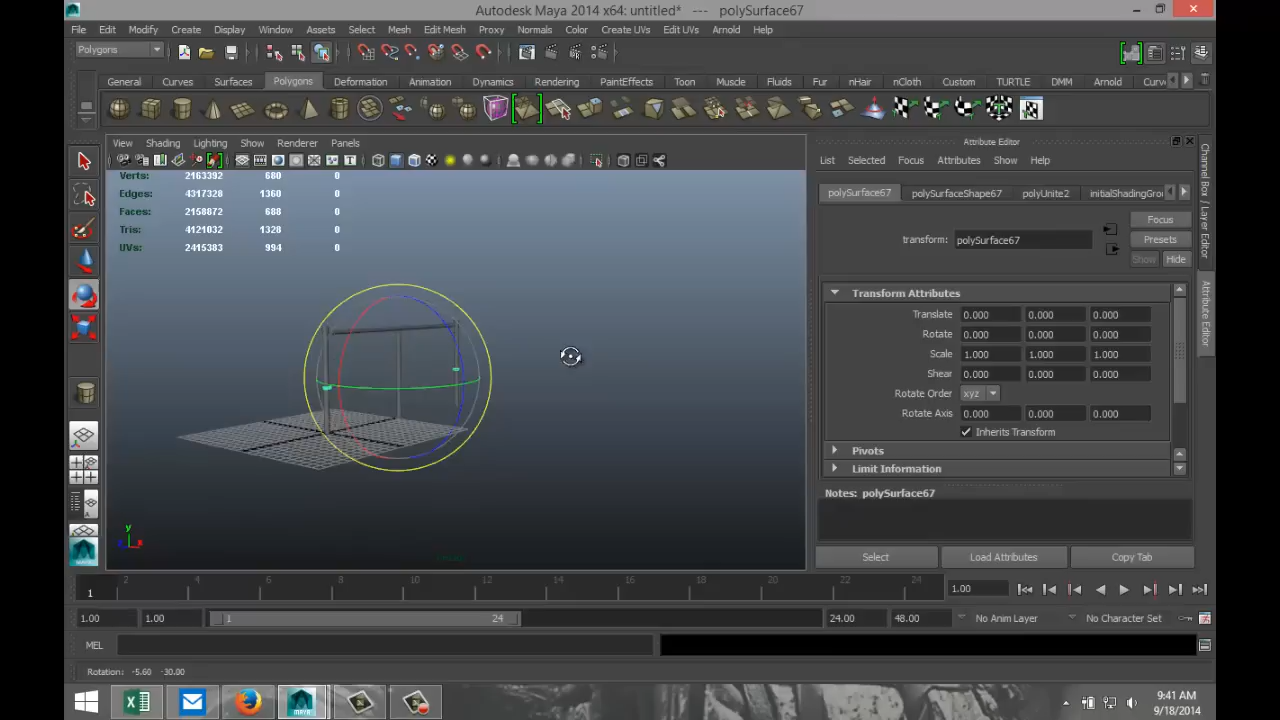 Autodesk Maya 2014 x64: untitled* --- polySurface67
File Edit Modify Create Display Window Assets Select Mesh Edit Mesh Proxy Normals Color Create UVs Edit UVs Arnold Help
Polygons
General Curves Surfaces Polygons Deformation Animation Dynamics Rendering PaintEffects Toon Muscle Fluids Fur nHair nCloth Custom TURTLE DMM Arnold Curv
View Shading Lighting Show Renderer Panels
Verts: 2163392 680 0
Edges: 4317328 1360 0
Faces: 2158872 688 0
Tris: 4121032 1328 0
UVs: 2415383 994 0
y
Attribute Editor
List Selected Focus Attributes Show Help
polySurface67 polySurfaceShape67 polyUnite2 initialShadingGrou
Focus
transform: polySurface67
Presets
Show Hide
Transform Attributes
Translate 0.000 0.000 0.000
Rotate 0.000 0.000 0.000
Scale 1.000 1.000 1.000
Shear 0.000 0.000 0.000
Rotate Order xyz
Rotate Axis 0.000 0.000 0.000
Inherits Transform
Pivots
Limit Information
Notes: polySurface67
Select Load Attributes Copy Tab
Channel Box / Layer Editor
Attribute Editor
2 4 6 8 10 12 14 16 18 20 22 24
1 1.00
1.00 1.00 1 24 24.00 48.00 No Anim Layer No Character Set
MEL
Rotation: -5.60 -30.00
9:41 AM
9/18/2014